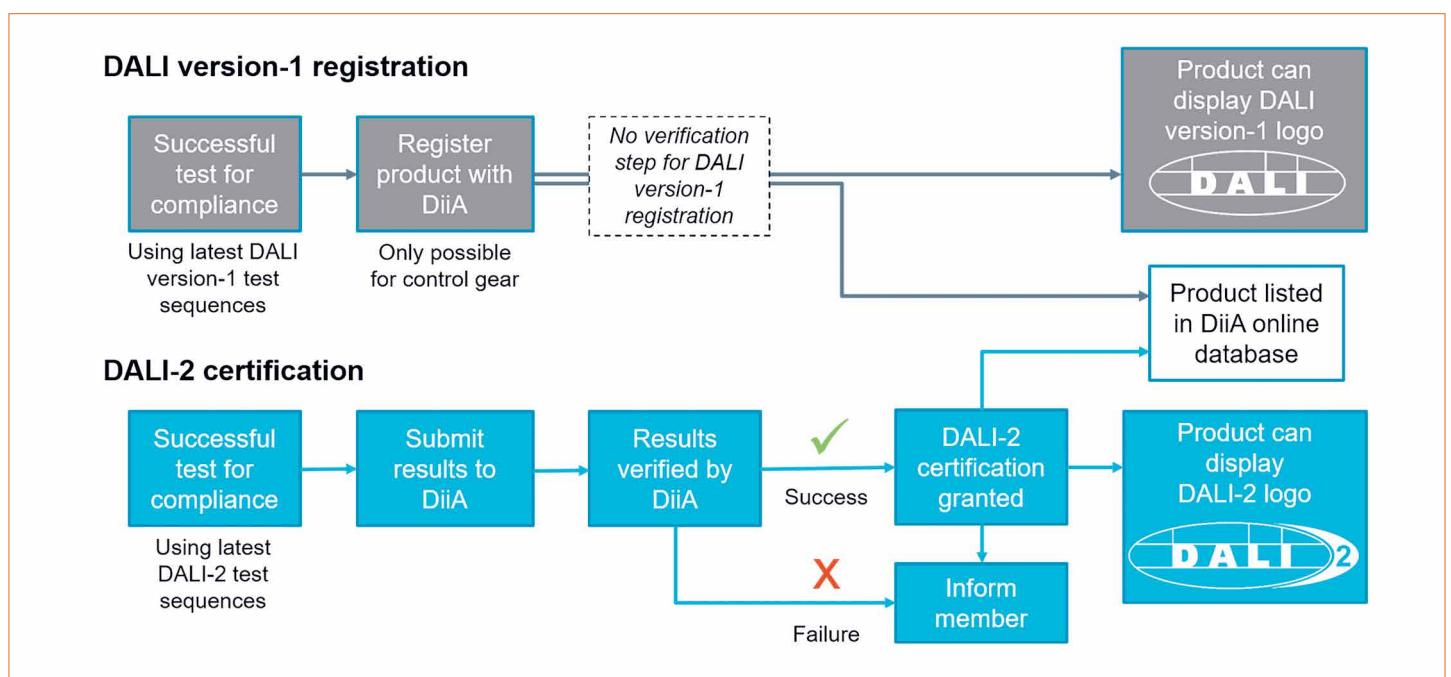 DALI version-1 registration
Successful
test for
compliance
Using latest DALI
version-1 test
sequences
Register
product with
DiiA
Only possible
for control gear
No verification
step for DALI
version-1
registration
Product can
display DALI
version-1 logo
DALI
Product listed
in DiiA online
database
DALI-2 certification
Successful
test for
compliance
Using latest
DALI-2 test
sequences
Submit
results to
DiiA
Results
verified by
DiiA
Success
X
Failure
DALI-2
certification
granted
Inform
member
Product can
display
DALI-2 logo
DALI 2